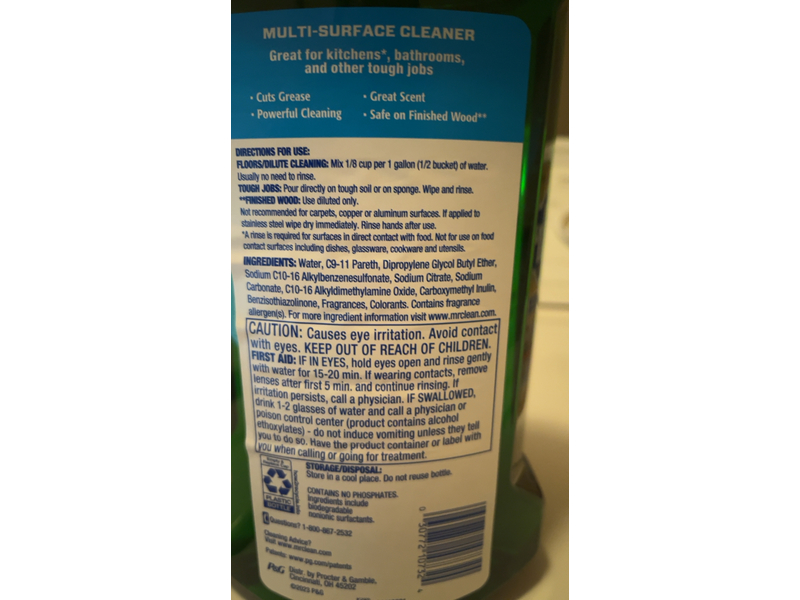 MULTI-SURFACE CLEANER
Great for kitchens*, bathrooms,
and other tough jobs
• Cuts Grease • Great Scent
• Powerful Cleaning • Safe on Finished Wood**
DIRECTIONS FOR USE:
FLOORS/DILUTE CLEANING: Mix 1/8 cup per 1 gallon (1/2 bucket) of water.
Usually no need to rinse.
TOUGH JOBS: Pour directly on tough soil or on sponge. Wipe and rinse.
**FINISHED WOOD: Use diluted only.
Not recommended for carpets, copper or aluminum surfaces. If applied to
stainless steel wipe dry immediately. Rinse hands after use.
*A rinse is required for surfaces in direct contact with food. Not for use on food
contact surfaces including dishes, glassware, cookware and utensils.
INGREDIENTS: Water, C9-11 Pareth, Dipropylene Glycol Butyl Ether,
Sodium C10-16 Alkylbenzenesulfonate, Sodium Citrate, Sodium
Carbonate, C10-16 Alkyldimethylamine Oxide, Carboxymethyl Inulin,
Benzisothiazolinone, Fragrances, Colorants. Contains fragrance
allergen(s). For more ingredient information visit www.mrclean.com.
CAUTION: Causes eye irritation. Avoid contact
with eyes. KEEP OUT OF REACH OF CHILDREN.
FIRST AID: IF IN EYES, hold eyes open and rinse gently
with water for 15-20 min. If wearing contacts, remove
lenses after first 5 min. and continue rinsing. If
irritation persists, call a physician. IF SWALLOWED,
drink 1-2 glasses of water and call a physician or
poison control center (product contains alcohol
ethoxylates) - do not induce vomiting unless they tell
you to do so. Have the product container or label with
you when calling or going for treatment.
STORAGE/DISPOSAL:
Store in a cool place. Do not reuse bottle.
PLASTIC
BOTTLE
CONTAINS NO PHOSPHATES.
Ingredients include
biodegradable
nonionic surfactants.
Questions? 1-800-867-2532
Cleaning Advice?
Visit www.mrclean.com
Patents: www.pg.com/patents
P&G Distr. by Procter & Gamble,
Cincinnati, OH 45202
©2023 P&G